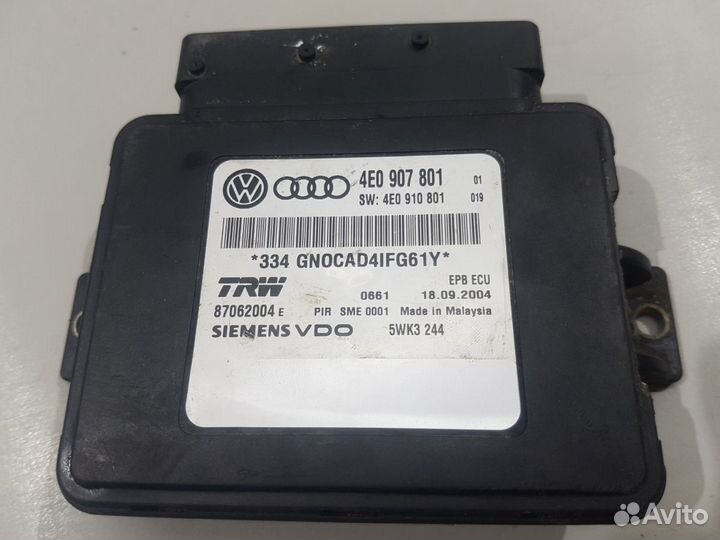 4E0 907 801 01
SW: 4E0 910 801 019
*334 GNOCAD4IFG61Y*
TRW EPB ECU
0661 18.09.2004
87062004 E PIR SME 0001 Made in Malaysia
SIEMENS VDO 5WK3 244
Avito